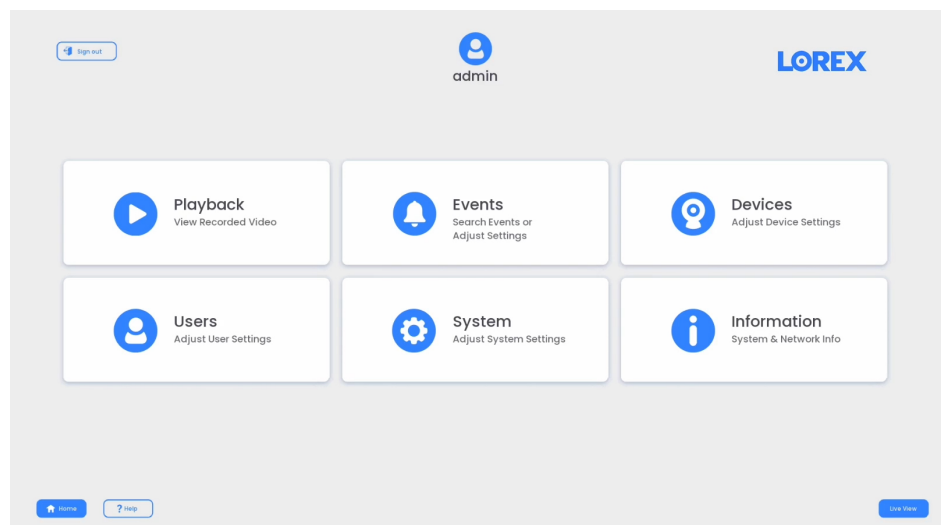 Sign out
admin
LOREX
Playback
View Recorded Video
Events
Search Events or
Adjust Settings
Devices
Adjust Device Settings
Users
Adjust User Settings
System
Adjust System Settings
Information
System & Network Info
Home
? Help
Live View